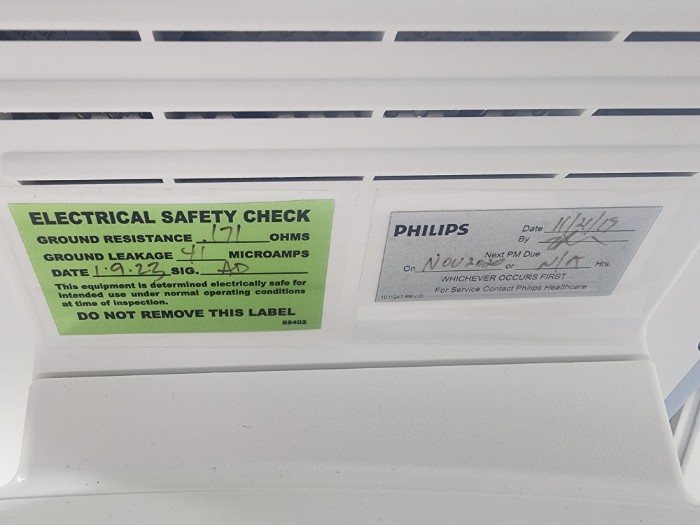 ELECTRICAL SAFETY CHECK
GROUND RESISTANCE .171 OHMS
GROUND LEAKAGE 41 MICROAMPS
DATE 1.9.23 SIG. AD
This equipment is determined electrically safe for
intended use under normal operating conditions
at time of inspection.
DO NOT REMOVE THIS LABEL
98402
PHILIPS
Date 11/21/19
By
Next PM Due
On NOV 2020 or N/A Hrs.
WHICHEVER OCCURS FIRST
For Service Contact Philips Healthcare